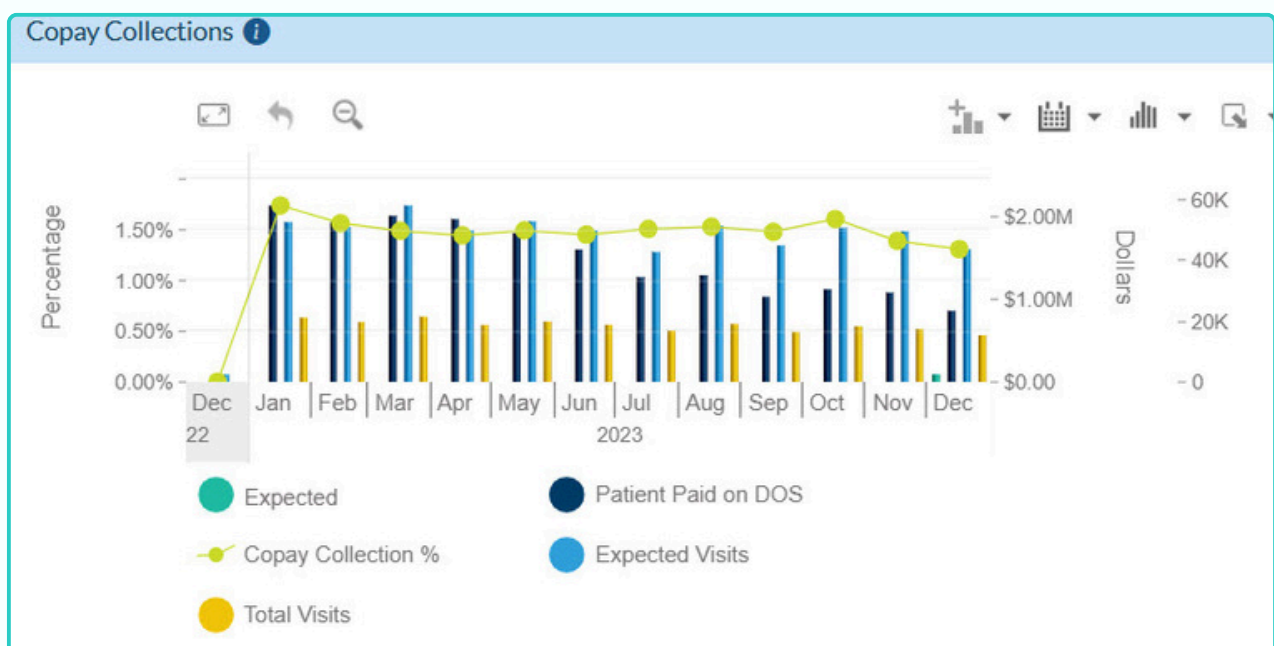 Copay Collections i
Percentage
1.50%
1.00%
0.50%
0.00%
$2.00M
$1.00M
$0.00
Dollars
60K
40K
20K
0
Dec Jan Feb Mar Apr May Jun Jul Aug Sep Oct Nov Dec
22 2023
Expected Patient Paid on DOS
Copay Collection % Expected Visits
Total Visits